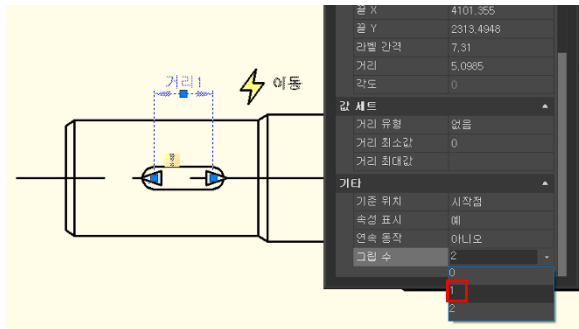 끝 X 4101,355
끝 Y 2313,4948
라벨 간격 7,31
거리 5,0985
각도 0
값 세트
거리 유형 없음
거리 최소값 0
거리 최대값
기타
기준 위치 시작점
속성 표시 예
연속 동작 아니오
그립 수 2
0
1
2
거리1
이동